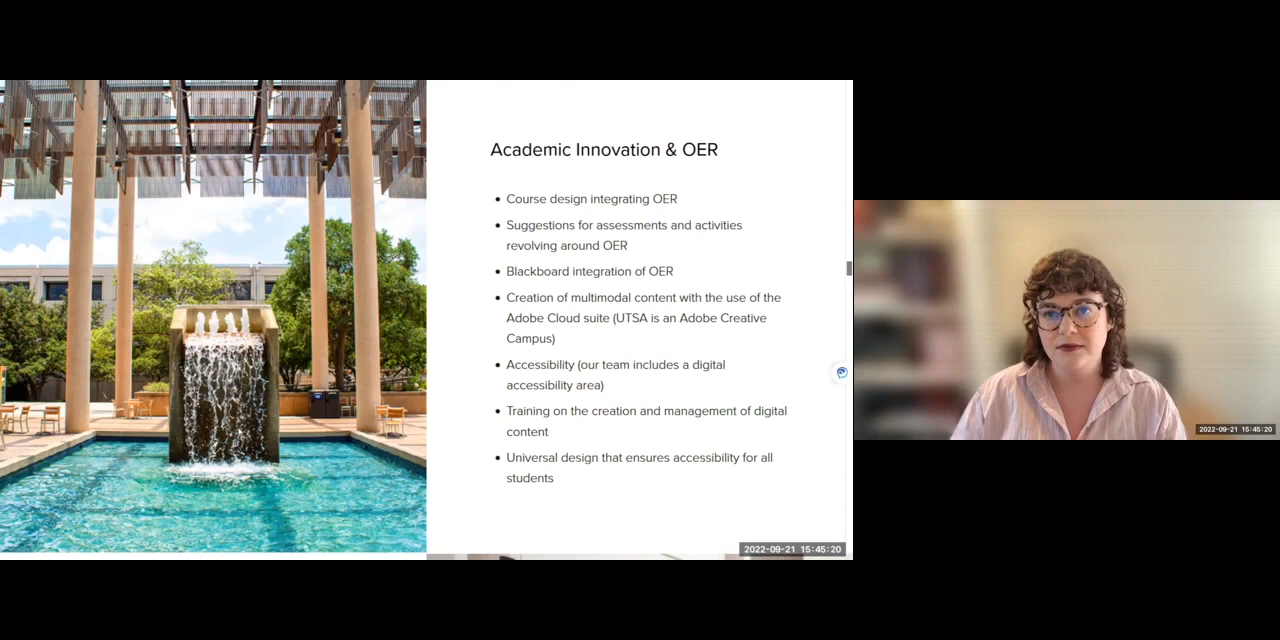 Academic Innovation & OER
Course design integrating OER
Suggestions for assessments and activities
revolving around OER
Blackboard integration of OER
Creation of multimodal content with the use of the
Adobe Cloud suite (UTSA is an Adobe Creative
Campus)
Accessibility (our team includes a digital
accessibility area)
Training on the creation and management of digital
content
Universal design that ensures accessibility for all
students
2022-09-21 15:45:20
2022-09-21 15:45:20